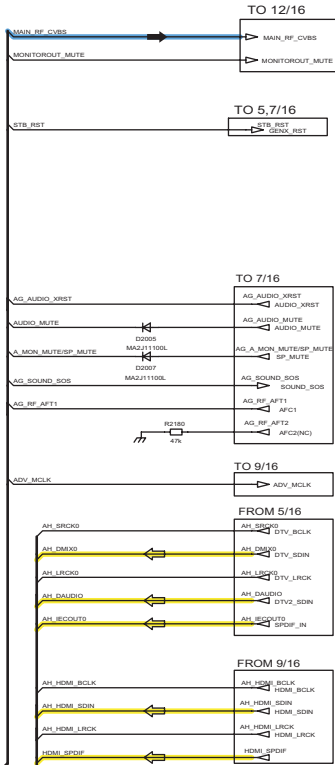 TO 12/16
MAIN_RF_CVBS
MAIN_RF_CVBS
MONITOROUT_MUTE
MONITOROUT_MUTE
TO 5,7/16
STB_RST
STB_RST
GENX_RST
TO 7/16
AG_AUDIO_XRST
AG_AUDIO_XRST
AUDIO_XRST
AUDIO_MUTE
AG_AUDIO_MUTE
AUDIO_MUTE
D2005
MA2J11100L
A_MON_MUTE/SP_MUTE
AG_A_MON_MUTE/SP_MUTE
SP_MUTE
D2007
MA2J11100L
AG_SOUND_SOS
AG_SOUND_SOS
SOUND_SOS
AG_RF_AFT1
AG_RF_AFT1
AFC1
R2180
47k
AG_RF_AFT2
AFC2(NC)
TO 9/16
ADV_MCLK
ADV_MCLK
FROM 5/16
AH_SRCK0
AH_SRCK0
DTV_BCLK
AH_DMIX0
AH_DMIX0
DTV_SDIN
AH_LRCK0
AH_LRCK0
DTV_LRCK
AH_DAUDIO
AH_DAUDIO
DTV2_SDIN
AH_IECOUT0
AH_IECOUT0
SPDIF_IN
FROM 9/16
AH_HDMI_BCLK
AH_HDMI_BCLK
HDMI_BCLK
AH_HDMI_SDIN
AH_HDMI_SDIN
HDMI_SDIN
AH_HDMI_LRCK
AH_HDMI_LRCK
HDMI_LRCK
HDMI_SPDIF
HDMI_SPDIF